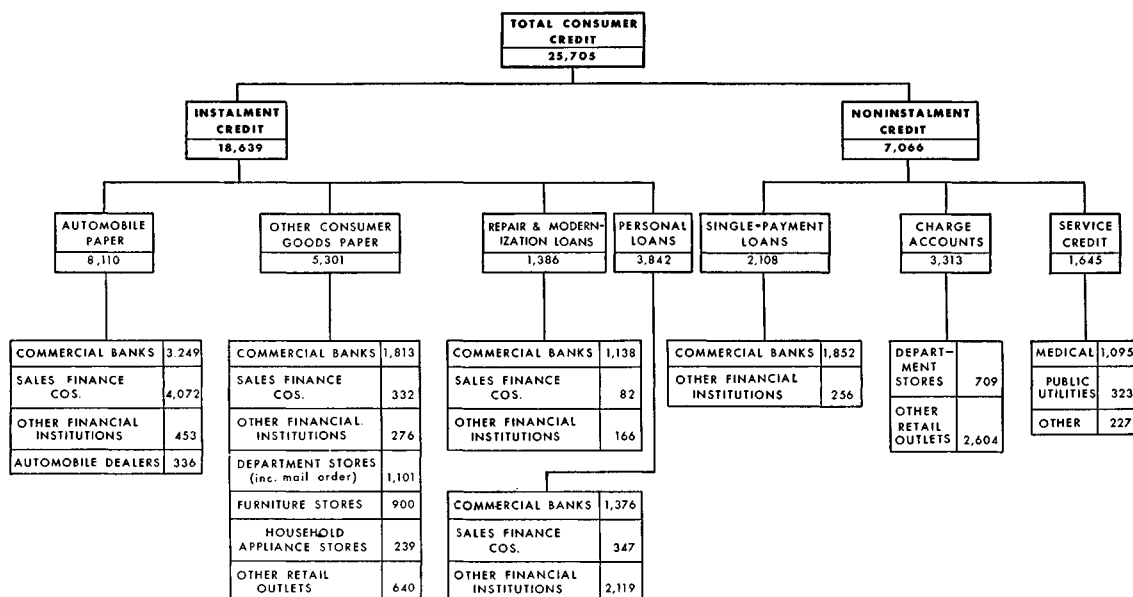 TOTAL CONSUMER
CREDIT
25,705
INSTALMENT
CREDIT
18,639
NONINSTALMENT
CREDIT
7,066
AUTOMOBILE
PAPER
8,110
OTHER CONSUMER
GOODS PAPER
5,301
REPAIR & MODERN-
IZATION LOANS
1,386
PERSONAL
LOANS
3,842
SINGLE-PAYMENT
LOANS
2,108
CHARGE
ACCOUNTS
3,313
SERVICE
CREDIT
1,645
COMMERCIAL BANKS 3.249
SALES FINANCE
COS. 4,072
OTHER FINANCIAL
INSTITUTIONS 453
AUTOMOBILE DEALERS 336
COMMERCIAL BANKS 1,813
SALES FINANCE
COS. 332
OTHER FINANCIAL.
INSTITUTIONS 276
DEPARTMENT STORES
(inc. mail order) 1,101
FURNITURE STORES 900
HOUSEHOLD
APPLIANCE STORES 239
OTHER RETAIL
OUTLETS 640
COMMERCIAL BANKS 1,138
SALES FINANCE
COS. 82
OTHER FINANCIAL
INSTITUTIONS 166
COMMERCIAL BANKS 1,376
SALES FINANCE
COS. 347
OTHER FINANCIAL
INSTITUTIONS 2,119
COMMERCIAL BANKS 1,852
OTHER FINANCIAL
INSTITUTIONS 256
DEPART-
MENT
STORES 709
OTHER
RETAIL
OUTLETS 2,604
MEDICAL 1,095
PUBLIC
UTILITIES 323
OTHER 227